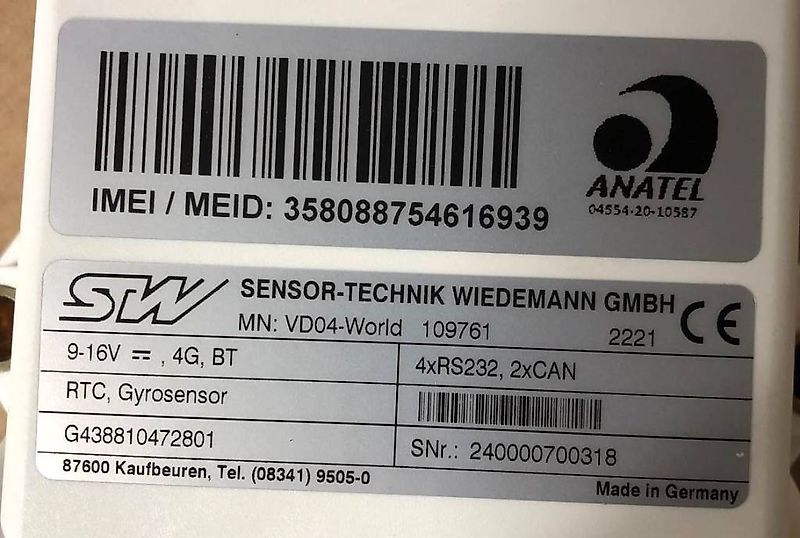 IMEI / MEID: 358088754616939
ANATEL
04554-20-10587
STW SENSOR-TECHNIK WIEDEMANN GMBH
MN: VD04-World 109761 2221 CE
9-16V ⎓ , 4G, BT
4xRS232, 2xCAN
RTC, Gyrosensor
G438810472801
SNr.: 240000700318
87600 Kaufbeuren, Tel. (08341) 9505-0
Made in Germany